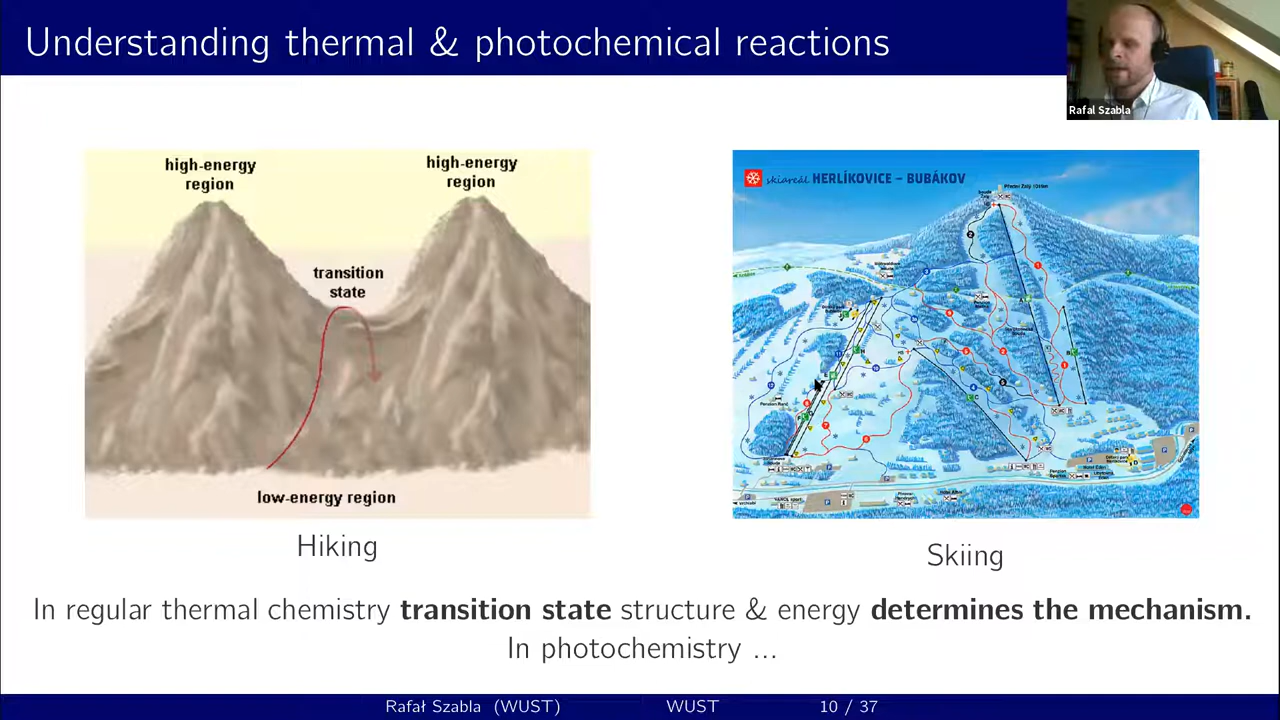 Understanding thermal & photochemical reactions
Rafal Szabla
high-energy
region
high-energy
region
transition
state
low-energy region
skiareál HERLÍKOVICE – BUBÁKOV
Hiking
Skiing
In regular thermal chemistry transition state structure & energy determines the mechanism.
In photochemistry ...
Rafał Szabla (WUST)
WUST
10 / 37